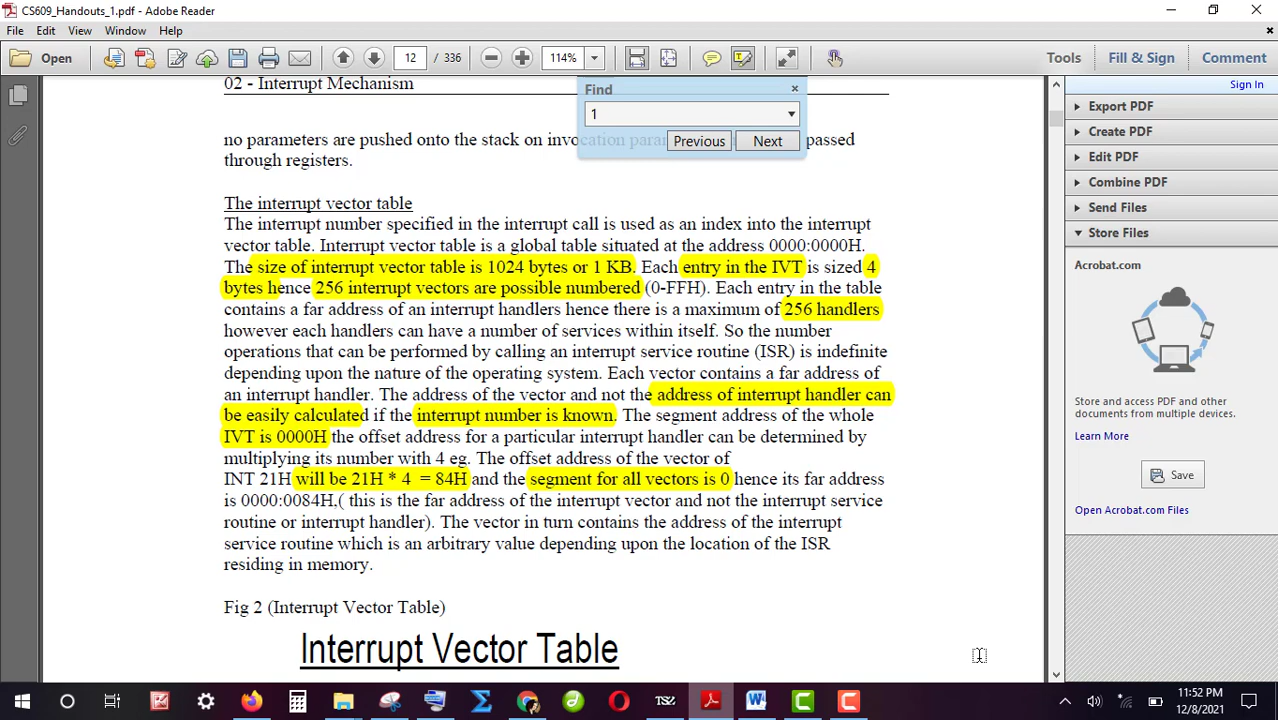 CS609_Handouts_1.pdf - Adobe Reader
File Edit View Window Help
Open 12 / 336 114% Tools Fill & Sign Comment
Sign In
02 - Interrupt Mechanism
Find
1
Previous Next
no parameters are pushed onto the stack on invocation passed
through registers.
The interrupt vector table
The interrupt number specified in the interrupt call is used as an index into the interrupt
vector table. Interrupt vector table is a global table situated at the address 0000:0000H.
The size of interrupt vector table is 1024 bytes or 1 KB. Each entry in the IVT is sized 4
bytes hence 256 interrupt vectors are possible numbered (0-FFH). Each entry in the table
contains a far address of an interrupt handlers hence there is a maximum of 256 handlers
however each handlers can have a number of services within itself. So the number
operations that can be performed by calling an interrupt service routine (ISR) is indefinite
depending upon the nature of the operating system. Each vector contains a far address of
an interrupt handler. The address of the vector and not the address of interrupt handler can
be easily calculated if the interrupt number is known. The segment address of the whole
IVT is 0000H the offset address for a particular interrupt handler can be determined by
multiplying its number with 4 eg. The offset address of the vector of
INT 21H will be 21H * 4 = 84H and the segment for all vectors is 0 hence its far address
is 0000:0084H,( this is the far address of the interrupt vector and not the interrupt service
routine or interrupt handler). The vector in turn contains the address of the interrupt
service routine which is an arbitrary value depending upon the location of the ISR
residing in memory.
Fig 2 (Interrupt Vector Table)
Interrupt Vector Table
Export PDF
Create PDF
Edit PDF
Combine PDF
Send Files
Store Files
Acrobat.com
Store and access PDF and other
documents from multiple devices.
Learn More
Save
Open Acrobat.com Files
TSZ
11:52 PM
12/8/2021